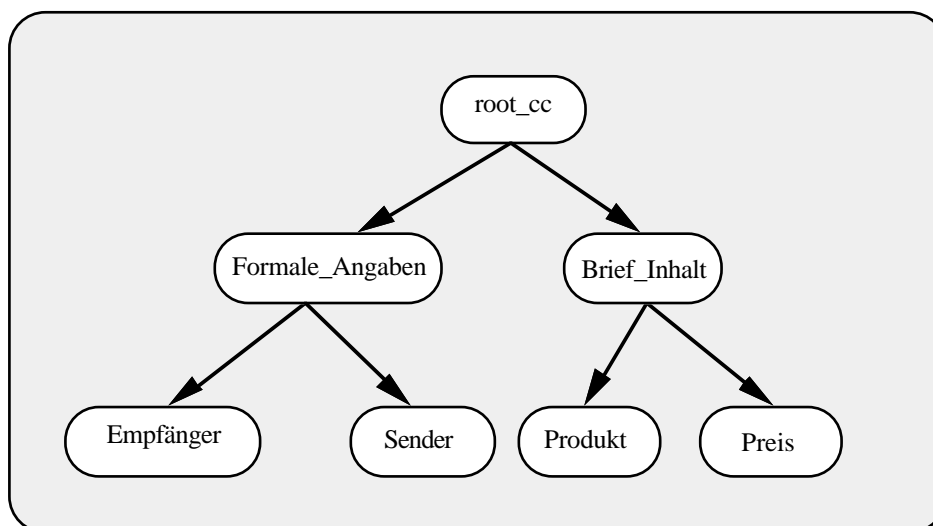 root_cc
Formale_Angaben
Brief_Inhalt
Empfänger
Sender
Produkt
Preis